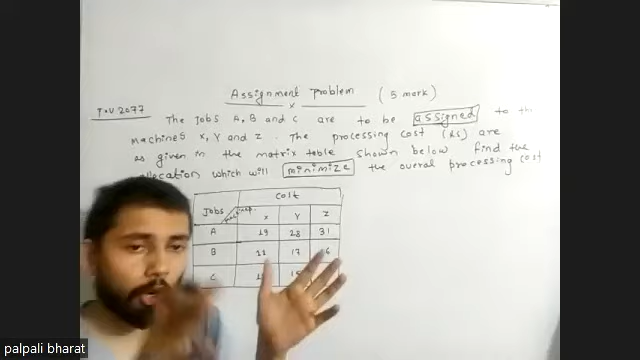 Assignment Problem (5 mark)
T.U 2077
The jobs A, B and C are to be assigned to the
machines X, Y and Z. The processing cost (RS) are
as given in the matrix table shown below find the
allocation which will minimize the overal processing cost
Cost
Jobs
X Y Z
A 19 28 31
B 11 17 16
C
palpali bharat